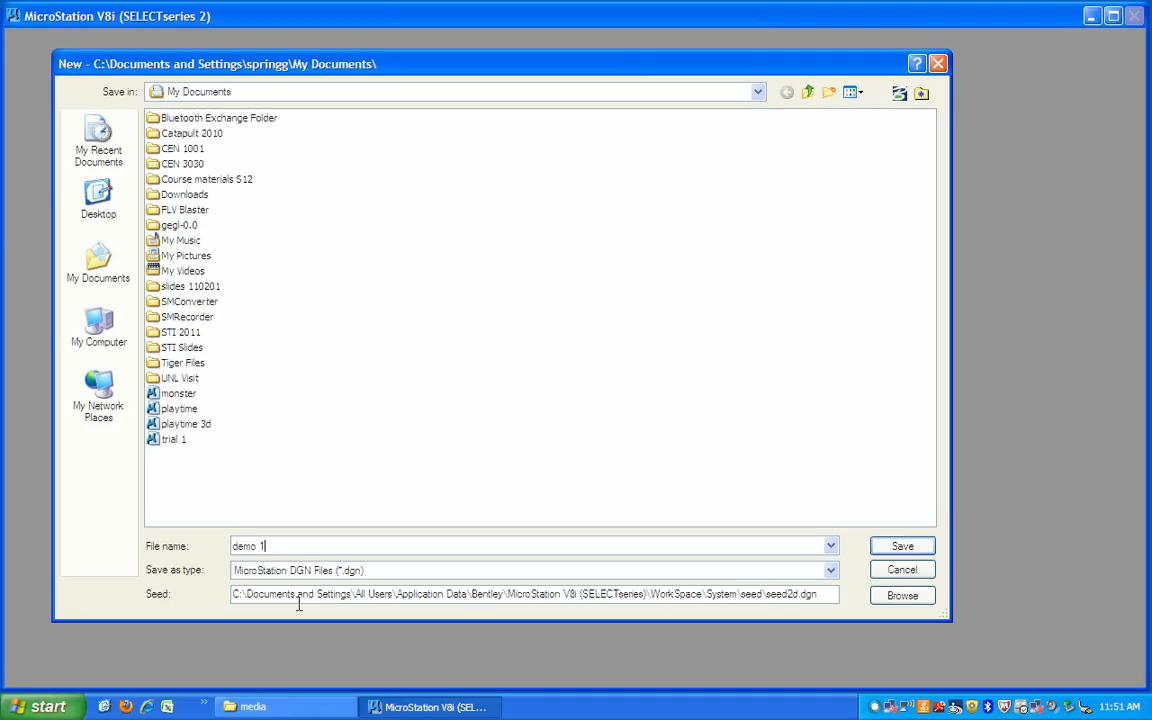 MicroStation V8i (SELECTseries 2)
New - C:\Documents and Settings\springg\My Documents\
Save in:
My Documents
My Recent Documents
Desktop
My Documents
My Computer
My Network Places
Bluetooth Exchange Folder
Catapult 2010
CEN 1001
CEN 3030
Course materials S12
Downloads
FLV Blaster
gegl-0.0
My Music
My Pictures
My Videos
slides 110201
SMConverter
SMRecorder
STI 2011
STI Slides
Tiger Files
UNL Visit
monster
playtime
playtime 3d
trial 1
File name:
demo 1
Save
Save as type:
MicroStation DGN Files (*.dgn)
Cancel
Seed:
C:\Documents and Settings\All Users\Application Data\Bentley\MicroStation V8i (SELECTseries)\WorkSpace\System\seed\seed2d.dgn
Browse
start
media
MicroStation V8i (SEL...
11:51 AM